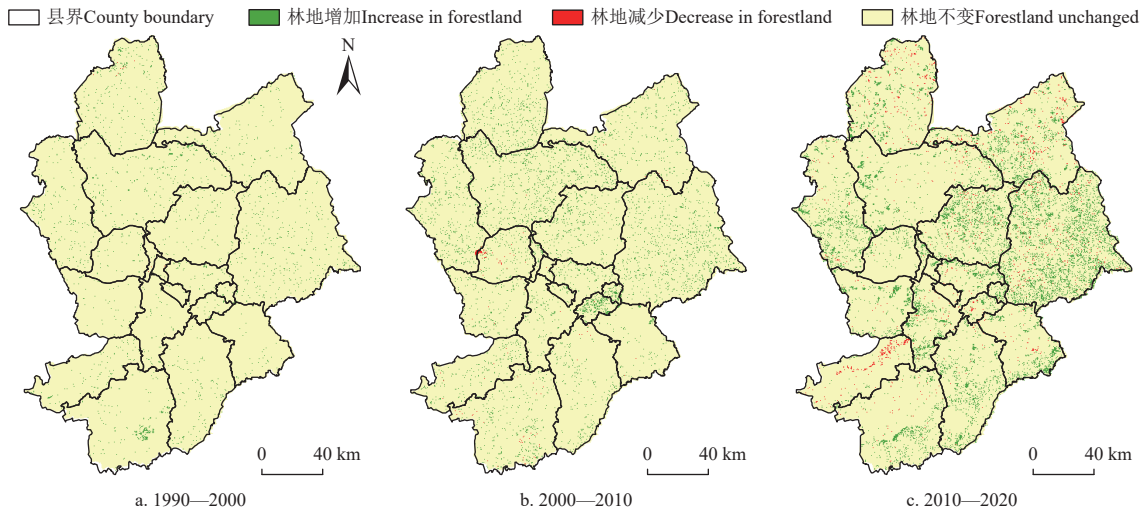 县界County boundary 林地增加Increase in forestland 林地减少Decrease in forestland 林地不变Forestland unchanged
N
0 40 km 0 40 km 0 40 km
a. 1990—2000 b. 2000—2010 c. 2010—2020